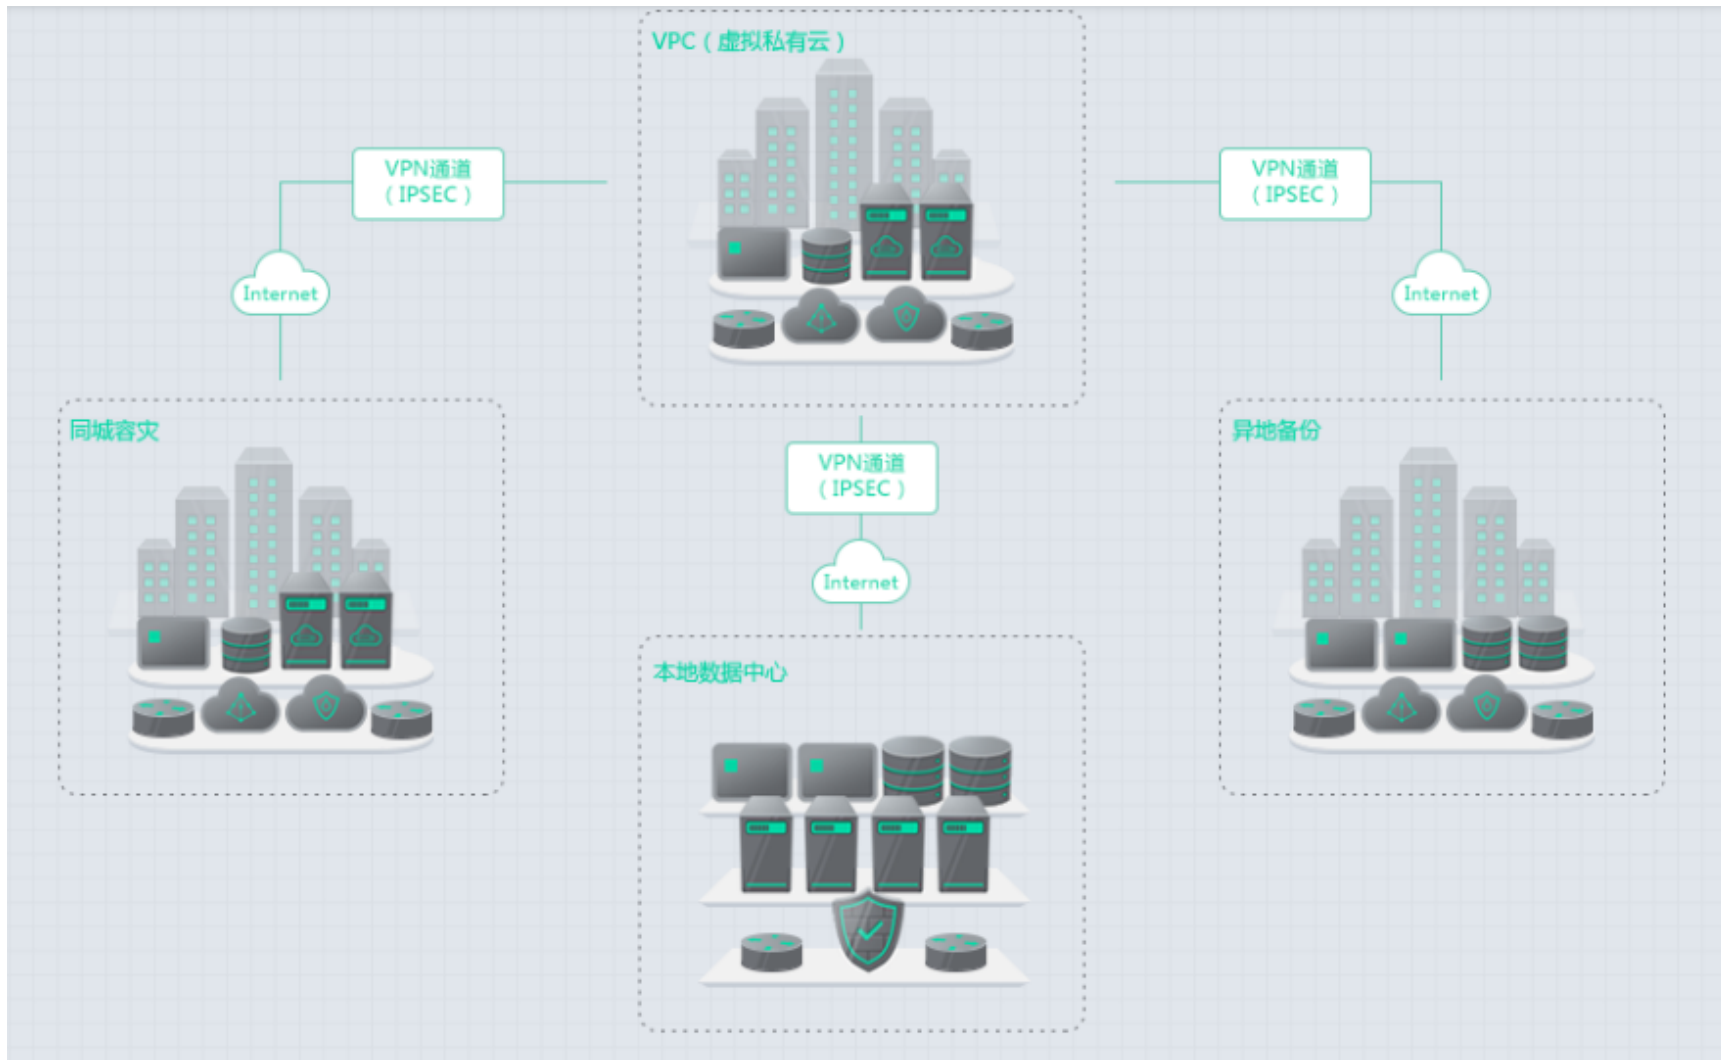 VPC（虚拟私有云）
VPN通道
（IPSEC）
VPN通道
（IPSEC）
Internet
Internet
同城容灾
异地备份
VPN通道
（IPSEC）
Internet
本地数据中心